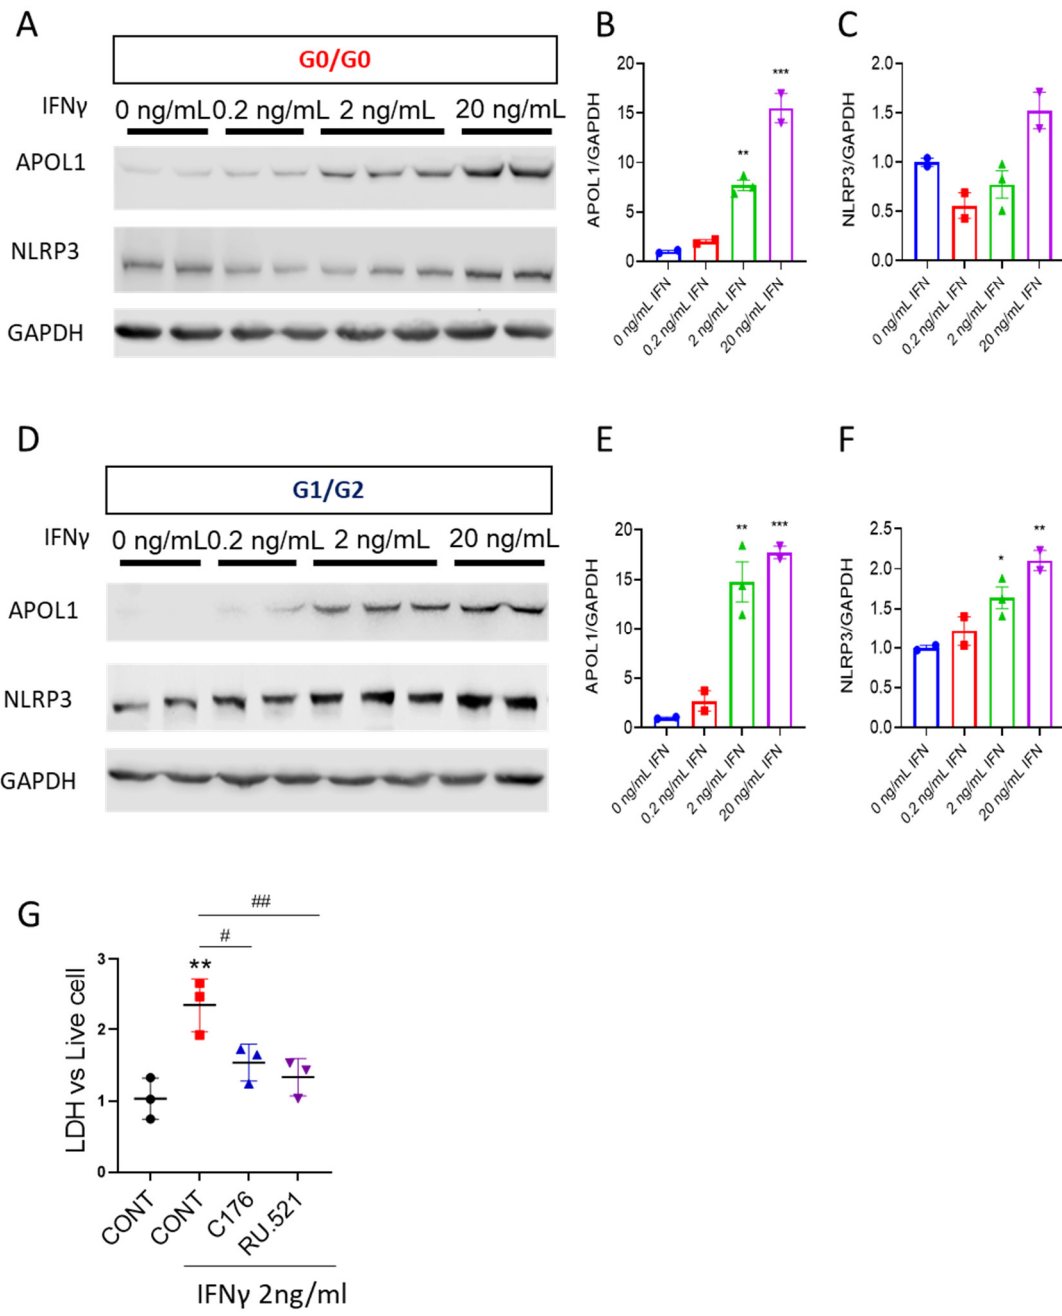 A
G0/G0
IFNγ
0 ng/mL 0.2 ng/mL 2 ng/mL 20 ng/mL
APOL1
NLRP3
GAPDH
B
APOL1/GAPDH
20
15
10
5
0
**
***
0 ng/mL IFN
0.2 ng/mL IFN
2 ng/mL IFN
20 ng/mL IFN
C
NLRP3/GAPDH
2.0
1.5
1.0
0.5
0.0
0 ng/mL IFN
0.2 ng/mL IFN
2 ng/mL IFN
20 ng/mL IFN
D
G1/G2
IFNγ
0 ng/mL 0.2 ng/mL 2 ng/mL 20 ng/mL
APOL1
NLRP3
GAPDH
E
APOL1/GAPDH
20
15
10
5
0
**
***
0 ng/mL IFN
0.2 ng/mL IFN
2 ng/mL IFN
20 ng/mL IFN
F
NLRP3/GAPDH
2.5
2.0
1.5
1.0
0.5
0.0
*
**
0 ng/mL IFN
0.2 ng/mL IFN
2 ng/mL IFN
20 ng/mL IFN
G
##
#
**
LDH vs Live cell
3
2
1
0
CONT
CONT
C176
RU.521
IFNγ 2ng/ml